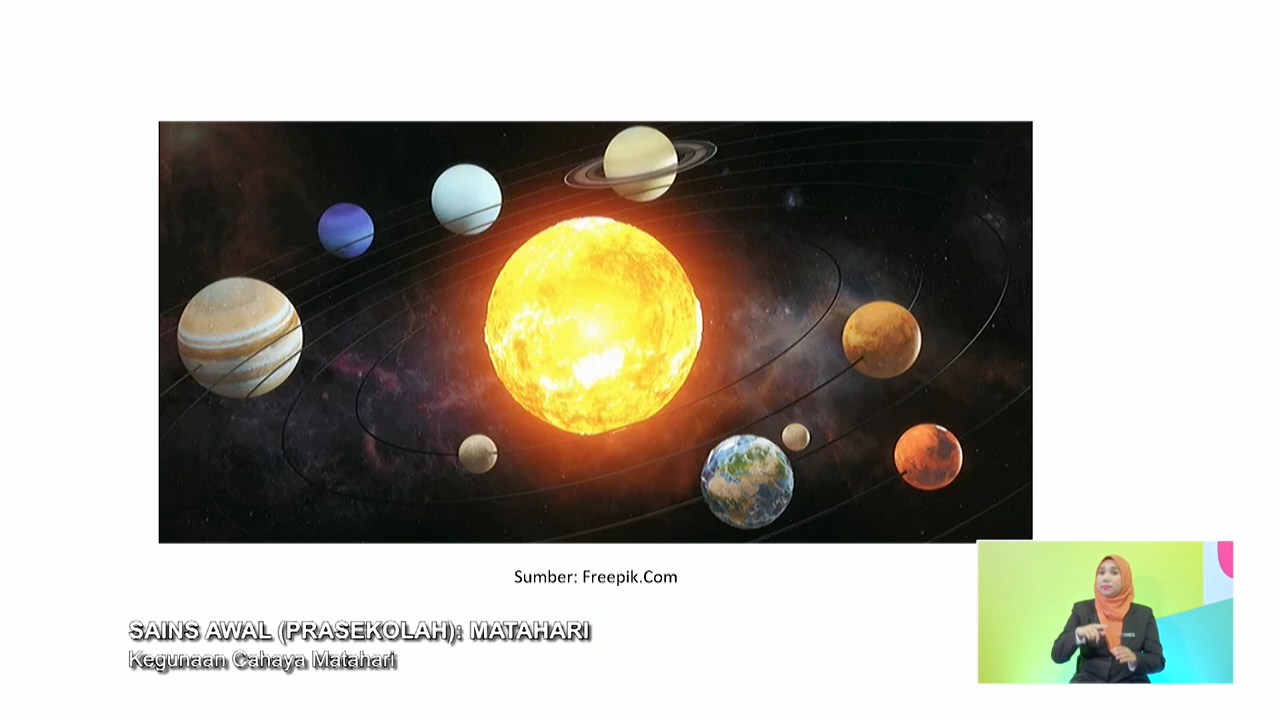 Sumber: Freepik.Com
SAINS AWAL (PRASEKOLAH): MATAHARI
Kegunaan Cahaya Matahari